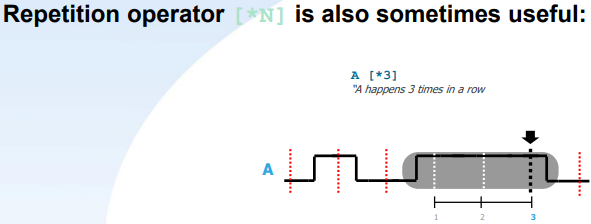 Repetition operator [*N] is also sometimes useful:
A [*3]
"A happens 3 times in a row
A
1 2 3